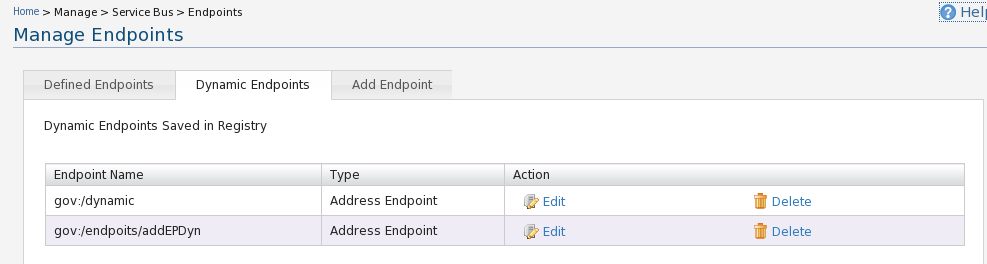 Home > Manage > Service Bus > Endpoints
Help
Manage Endpoints
Defined Endpoints Dynamic Endpoints Add Endpoint
Dynamic Endpoints Saved in Registry
Endpoint Name Type Action
gov:/dynamic Address Endpoint Edit Delete
gov:/endpoits/addEPDyn Address Endpoint Edit Delete